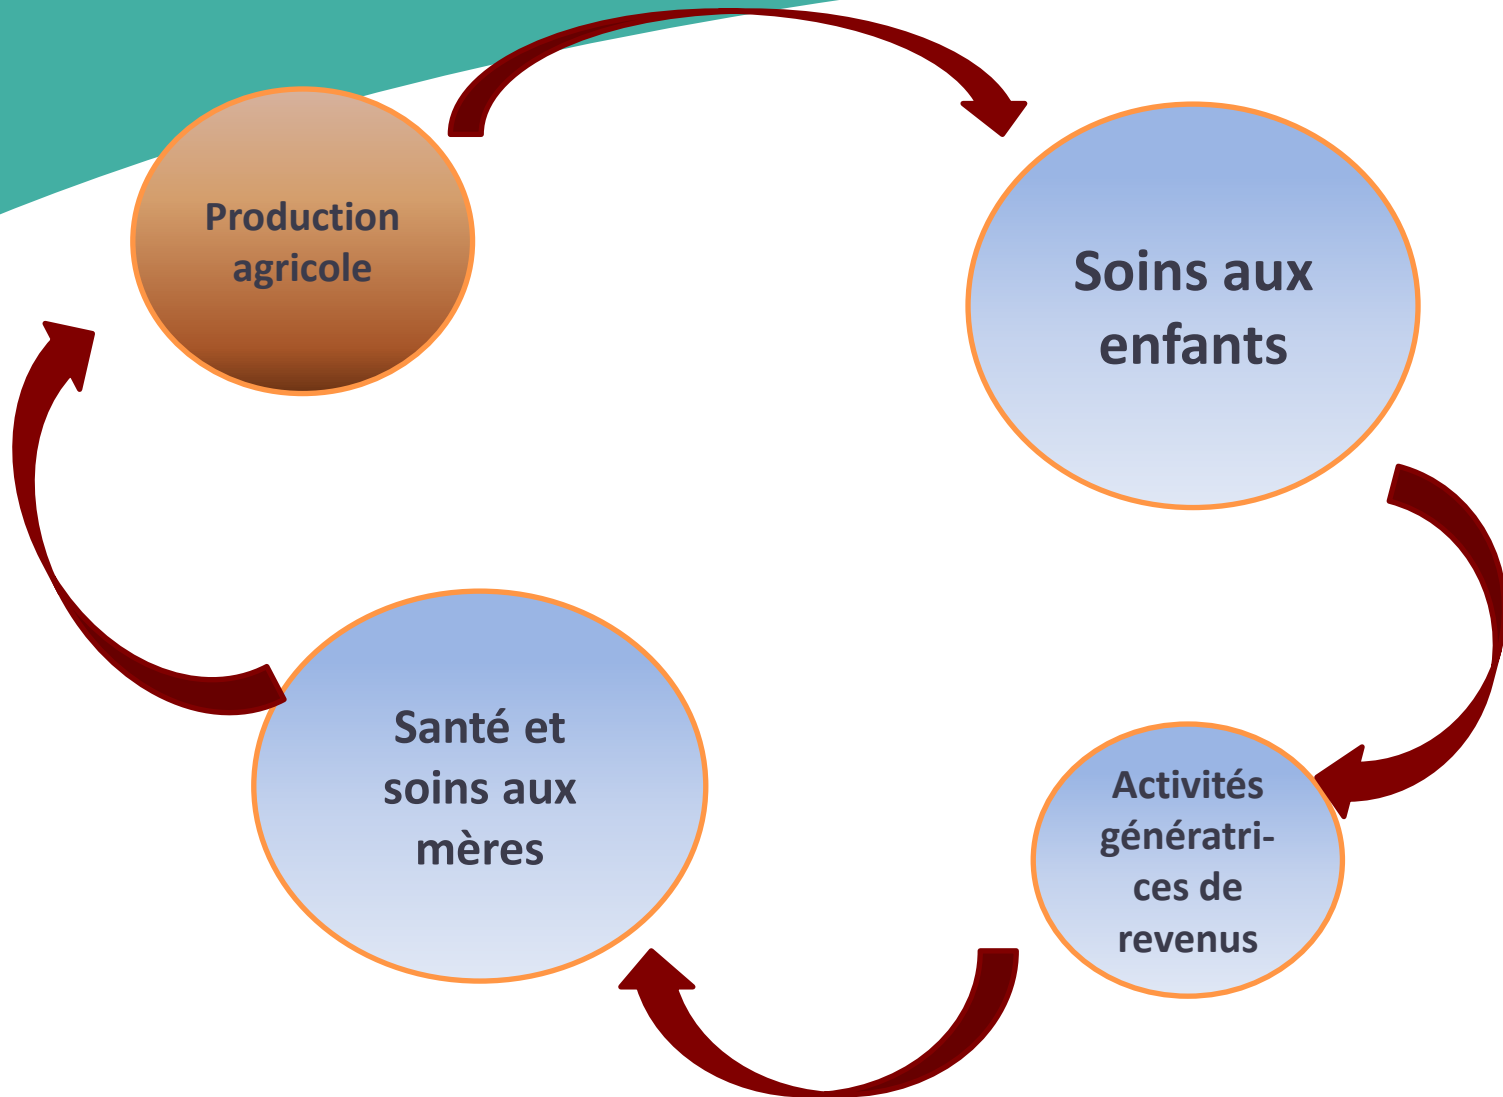 Production
agricole
Soins aux
enfants
Santé et
soins aux
mères
Activités
génératri-
ces de
revenus